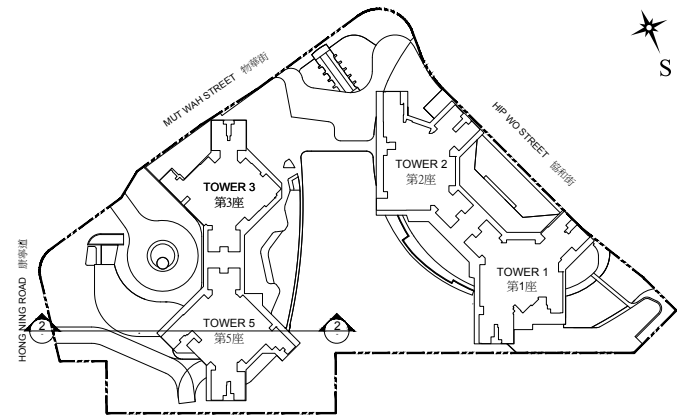 MUT WAH STREET 物華街
S
HIP WO STREET 協和街
TOWER 2
第2座
TOWER 3
第3座
HONG NING ROAD 康寧道
TOWER 1
第1座
TOWER 5
第5座
2
2